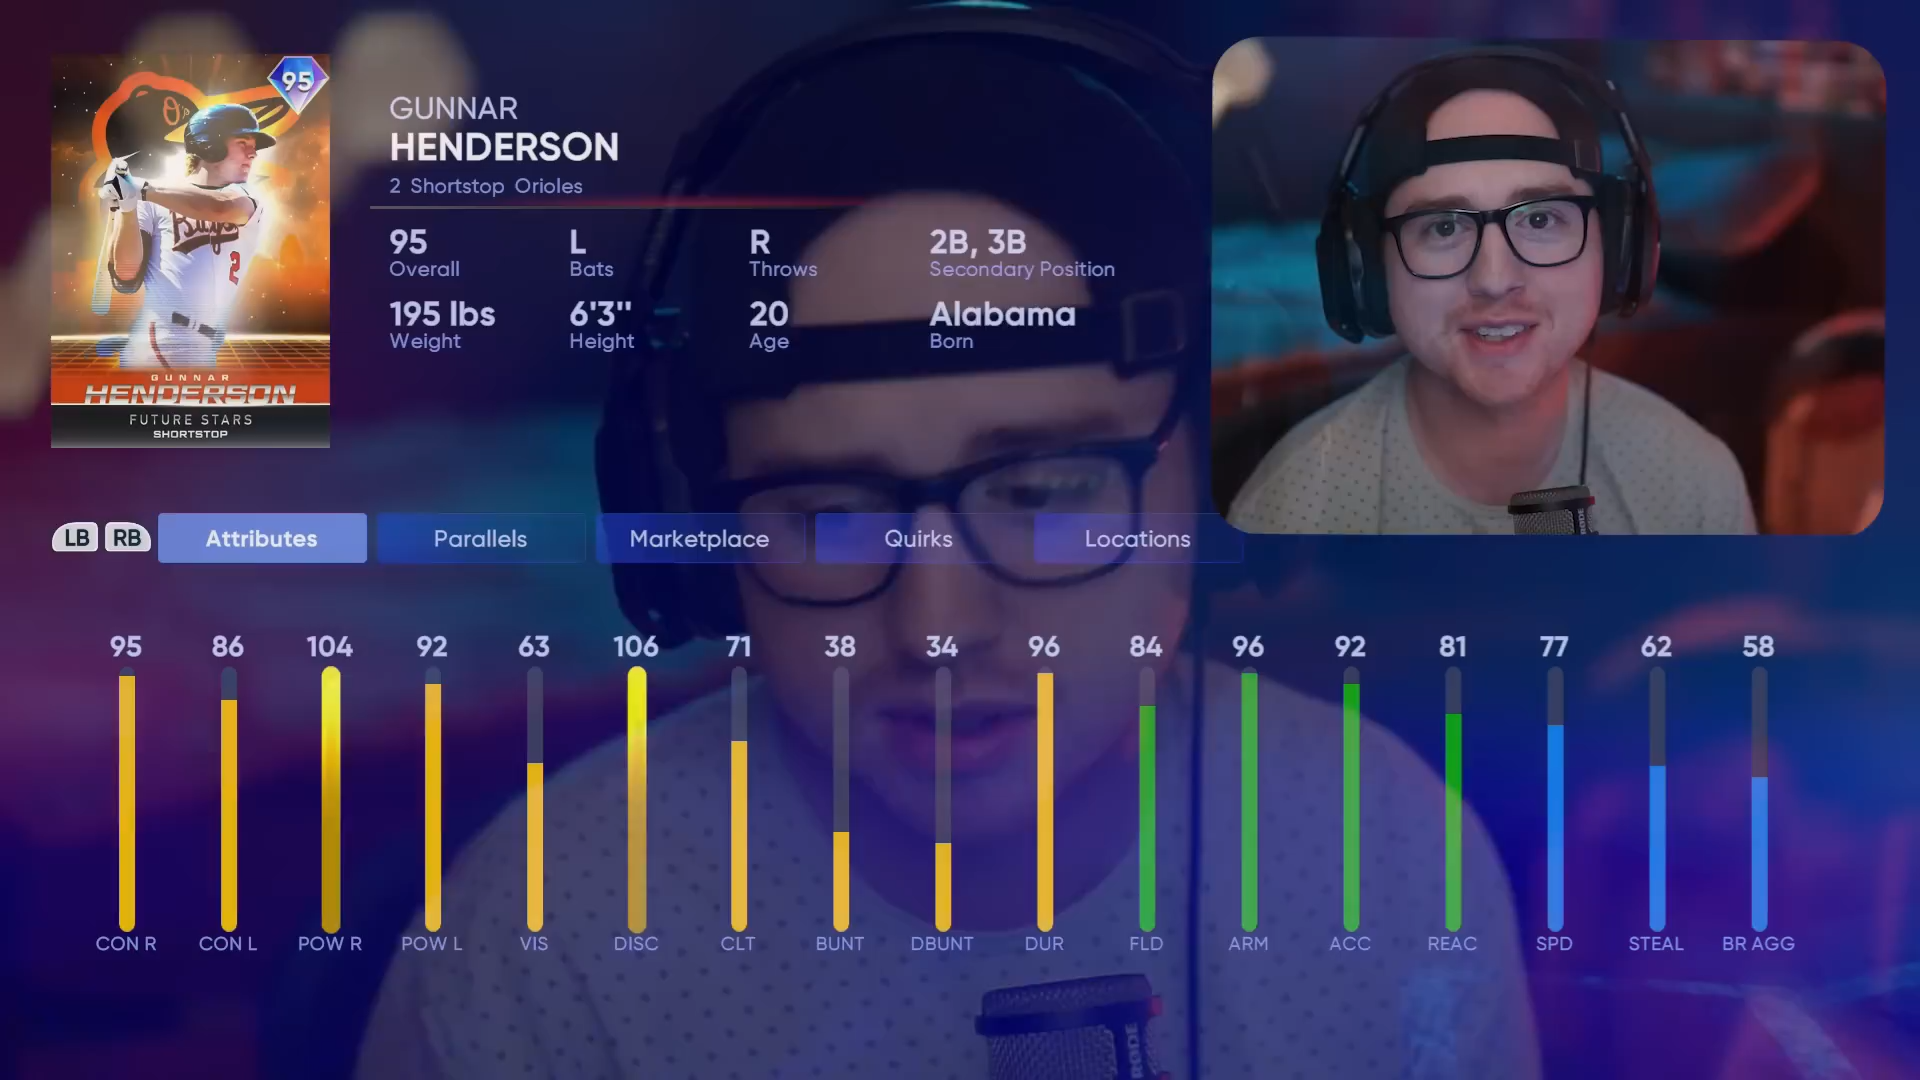 95
O's
2
GUNNAR
HENDERSON
FUTURE STARS
SHORTSTOP
GUNNAR
HENDERSON
2 Shortstop Orioles
95 L R 2B, 3B
Overall Bats Throws Secondary Position
195 lbs 6'3" 20 Alabama
Weight Height Age Born
LB RB Attributes Parallels Marketplace Quirks Locations
95 86 104 92 63 106 71 38 34 96 84 96 92 81 77 62 58
CON R CON L POW R POW L VIS DISC CLT BUNT DBUNT DUR FLD ARM ACC REAC SPD STEAL BR AGG
RODE
RODE